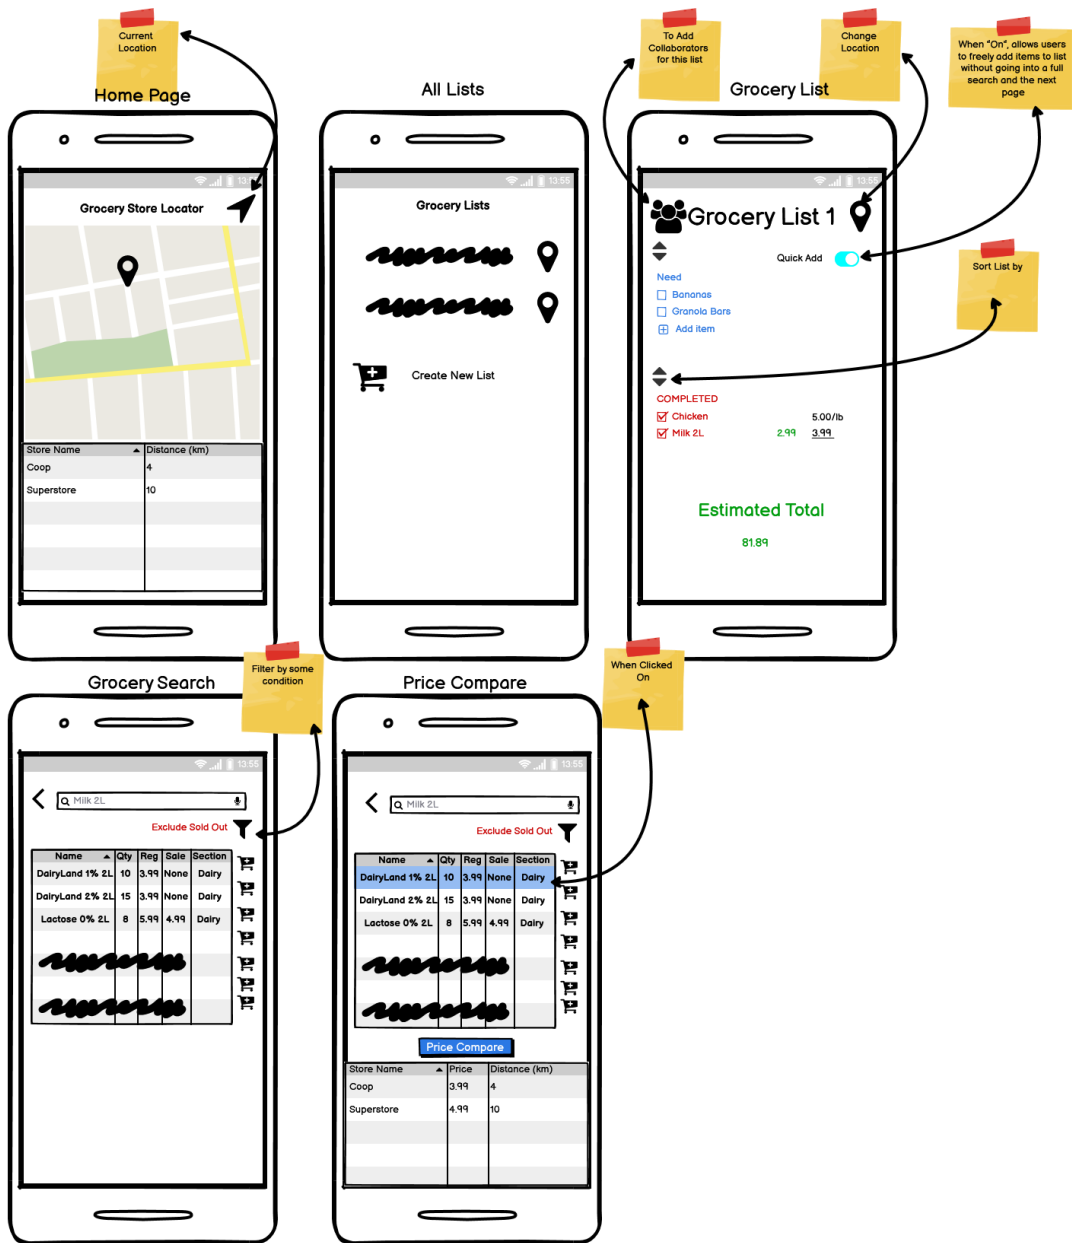 Current
Location
To Add
Collaborators
for this list
Change
Location
When "On", allows users
to freely add items to list
without going into a full
search and the next
page
Home Page
All Lists
Grocery List
13:55
Grocery Store Locator
Store Name
Distance (km)
Coop
4
Superstore
10
13:55
Grocery Lists
Create New List
13:55
Grocery List 1
Quick Add
Need
Bananas
Granola Bars
Add item
COMPLETED
Chicken
5.00/lb
Milk 2L
2.99
3.99
Estimated Total
81.89
Sort List by
Filter by some
condition
When Clicked
On
Grocery Search
Price Compare
13:55
Milk 2L
Exclude Sold Out
Name Qty Reg Sale Section
DairyLand 1% 2L 10 3.99 None Dairy
DairyLand 2% 2L 15 3.99 None Dairy
Lactose 0% 2L 8 5.99 4.99 Dairy
13:55
Milk 2L
Exclude Sold Out
Name Qty Reg Sale Section
DairyLand 1% 2L 10 3.99 None Dairy
DairyLand 2% 2L 15 3.99 None Dairy
Lactose 0% 2L 8 5.99 4.99 Dairy
Price Compare
Store Name Price Distance (km)
Coop 3.99 4
Superstore 4.99 10